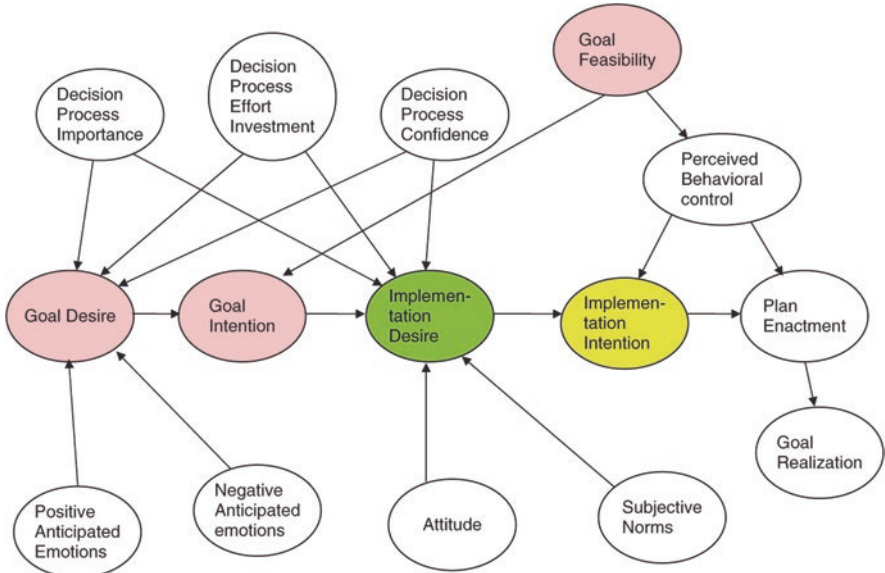 Goal
Feasibility
Decision
Process
Importance
Decision
Process
Effort
Investment
Decision
Process
Confidence
Perceived
Behavioral
control
Goal Desire
Goal
Intention
Implemen-
tation
Desire
Implemen-
tation
Intention
Plan
Enactment
Goal
Realization
Positive
Anticipated
Emotions
Negative
Anticipated
emotions
Attitude
Subjective
Norms